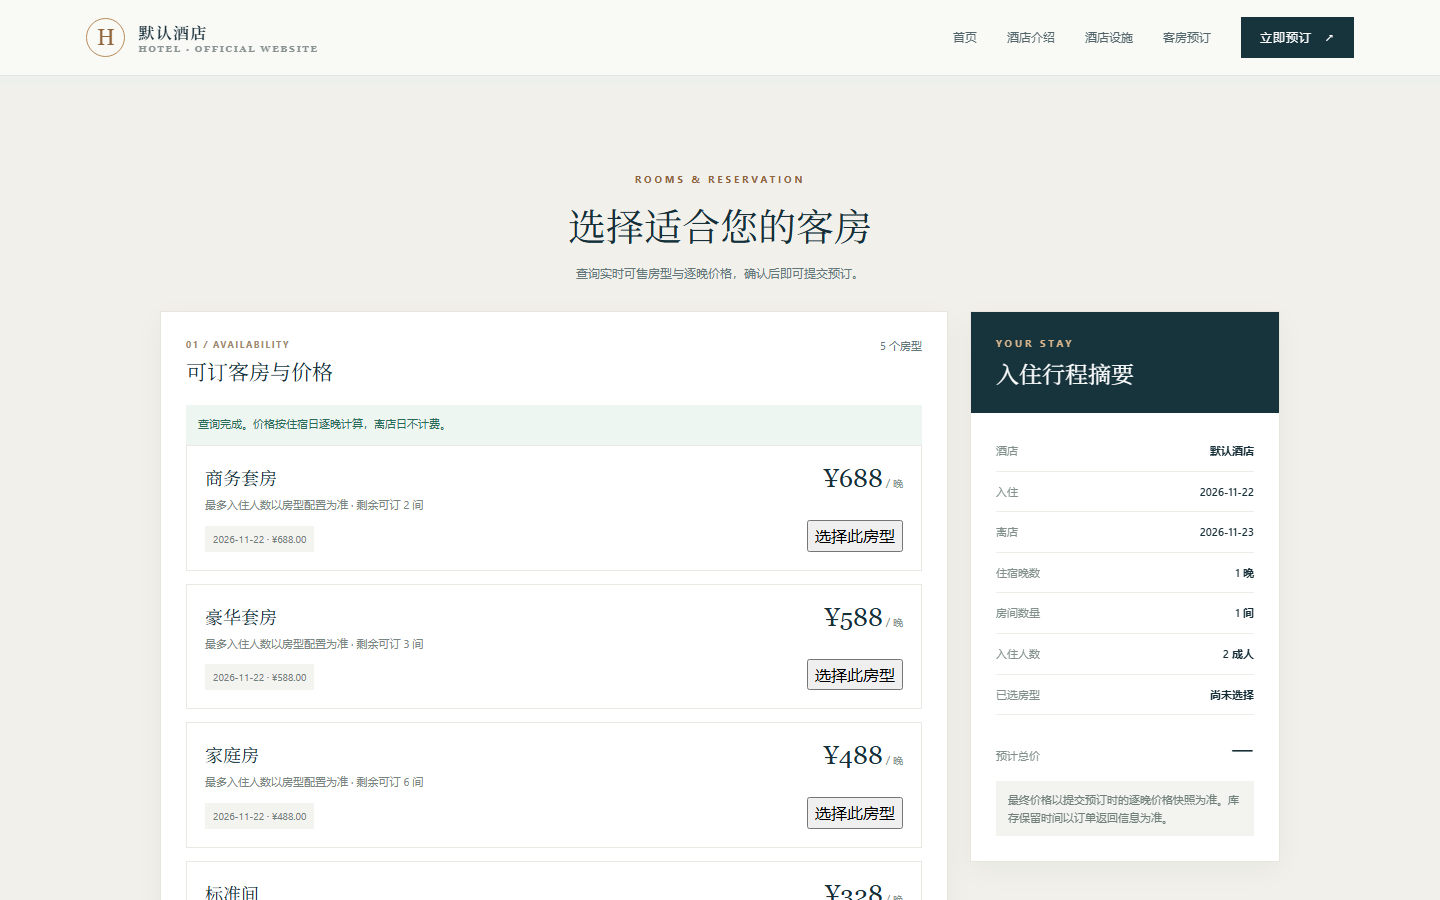 H
默认酒店
HOTEL · OFFICIAL WEBSITE
首页
酒店介绍
酒店设施
客房预订
立即预订 ↗
ROOMS & RESERVATION
选择适合您的客房
查询实时可售房型与逐晚价格，确认后即可提交预订。
01 / AVAILABILITY
可订客房与价格
5 个房型
查询完成。价格按住宿日逐晚计算，离店日不计费。
商务套房
¥688 / 晚
最多入住人数以房型配置为准 · 剩余可订 2 间
2026-11-22 · ¥688.00
选择此房型
豪华套房
¥588 / 晚
最多入住人数以房型配置为准 · 剩余可订 3 间
2026-11-22 · ¥588.00
选择此房型
家庭房
¥488 / 晚
最多入住人数以房型配置为准 · 剩余可订 6 间
2026-11-22 · ¥488.00
选择此房型
标准间
¥328 / 晚
YOUR STAY
入住行程摘要
酒店 默认酒店
入住 2026-11-22
离店 2026-11-23
住宿晚数 1 晚
房间数量 1 间
入住人数 2 成人
已选房型 尚未选择
预计总价 —
最终价格以提交预订时的逐晚价格快照为准。库
存保留时间以订单返回信息为准。